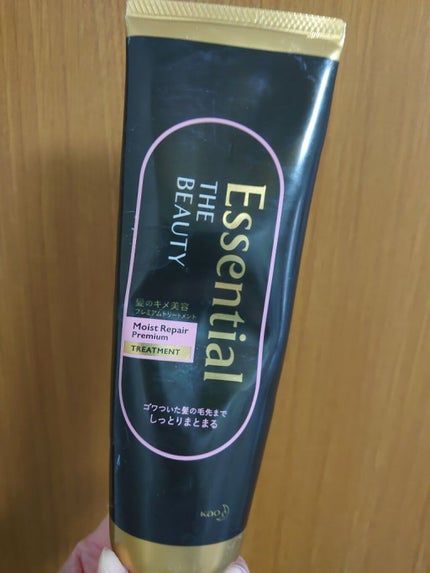 Essential
THE
BEAUTY
髪のキメ美容
プレミアムトリートメント
Moist Repair
Premium
TREATMENT
ゴワついた髪の毛先まで
しっとりまとまる
Kao